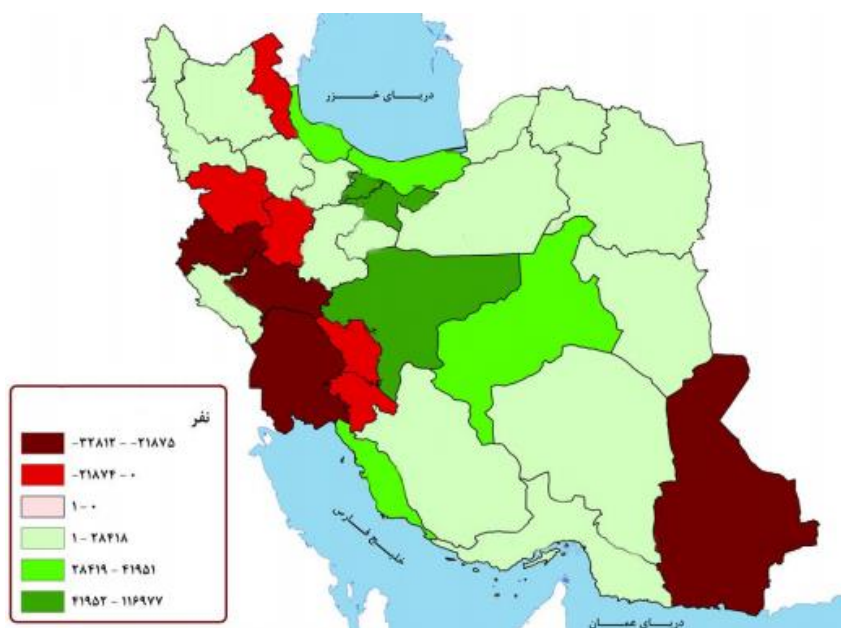 دریای خزر
نفر
-۳۲۸۱۲ - -۲۱۸۷۵
-۲۱۸۷۴ - ۰
۱ - ۰
۱ - ۲۸۴۱۸
۲۸۴۱۹ - ۴۱۹۵۱
۴۱۹۵۲ - ۱۱۶۹۷۷
خلیج فارس
دریای عمان